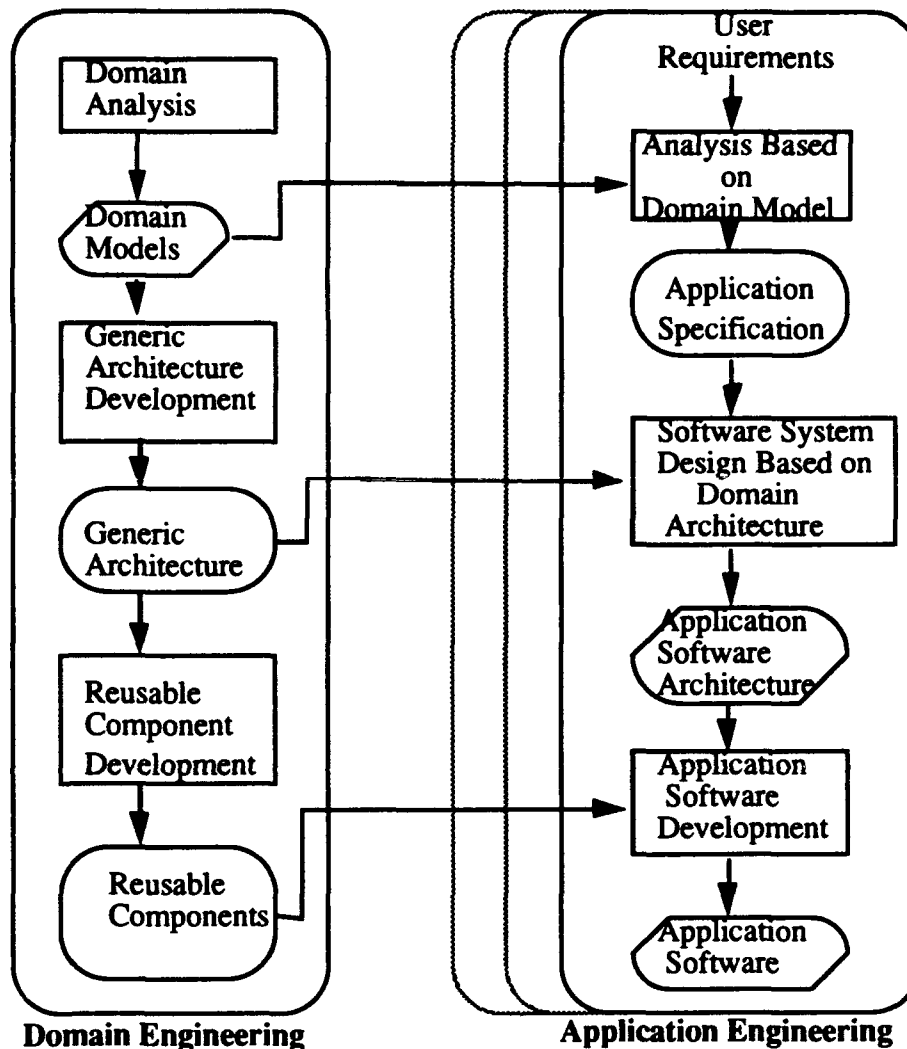 Domain
Analysis
Domain
Models
Generic
Architecture
Development
Generic
Architecture
Reusable
Component
Development
Reusable
Components
Domain Engineering
User
Requirements
Analysis Based
on
Domain Model
Application
Specification
Software System
Design Based on
Domain
Architecture
Application
Software
Architecture
Application
Software
Development
Application
Software
Application Engineering